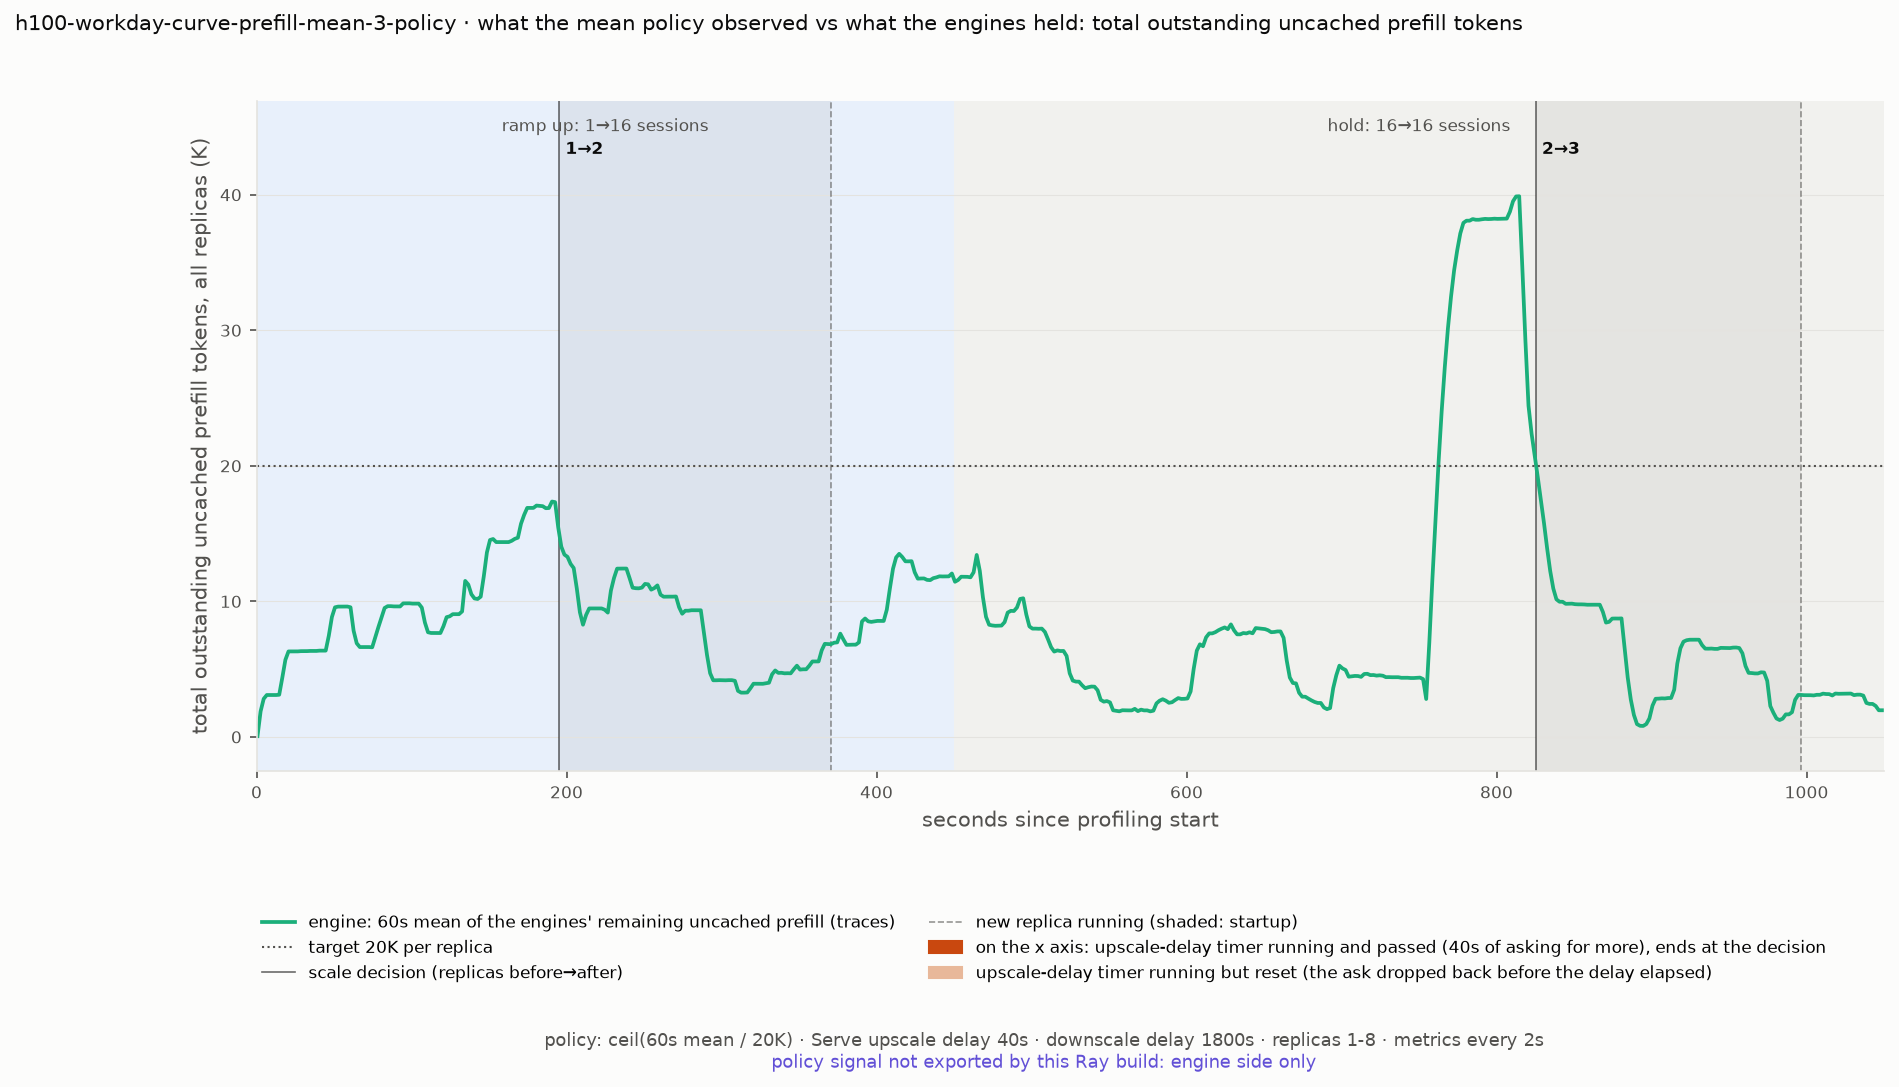 h100-workday-curve-prefill-mean-3-policy · what the mean policy observed vs what the engines held: total outstanding uncached prefill tokens
ramp up: 1→16 sessions
hold: 16→16 sessions
1→2
2→3
total outstanding uncached prefill tokens, all replicas (K)
40
30
20
10
0
0
200
400
600
800
1000
seconds since profiling start
engine: 60s mean of the engines' remaining uncached prefill (traces)
target 20K per replica
scale decision (replicas before→after)
new replica running (shaded: startup)
on the x axis: upscale-delay timer running and passed (40s of asking for more), ends at the decision
upscale-delay timer running but reset (the ask dropped back before the delay elapsed)
policy: ceil(60s mean / 20K) · Serve upscale delay 40s · downscale delay 1800s · replicas 1-8 · metrics every 2s
policy signal not exported by this Ray build: engine side only